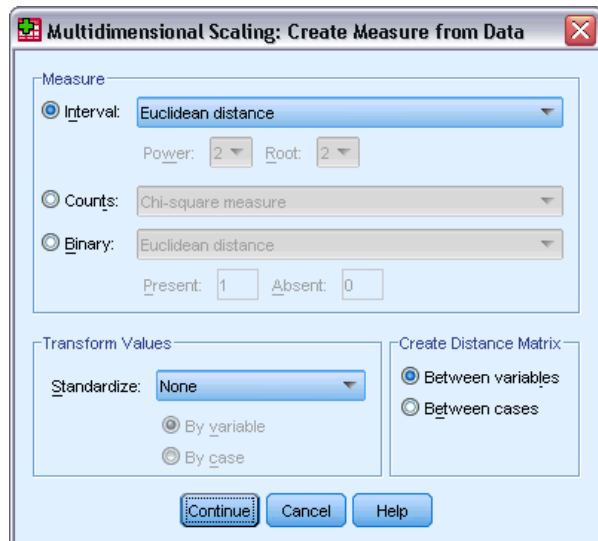 Multidimensional Scaling: Create Measure from Data
Measure
Interval: Euclidean distance
Power: 2 Root: 2
Counts: Chi-square measure
Binary: Euclidean distance
Present: 1 Absent: 0
Transform Values
Standardize: None
By variable
By case
Create Distance Matrix
Between variables
Between cases
Continue Cancel Help